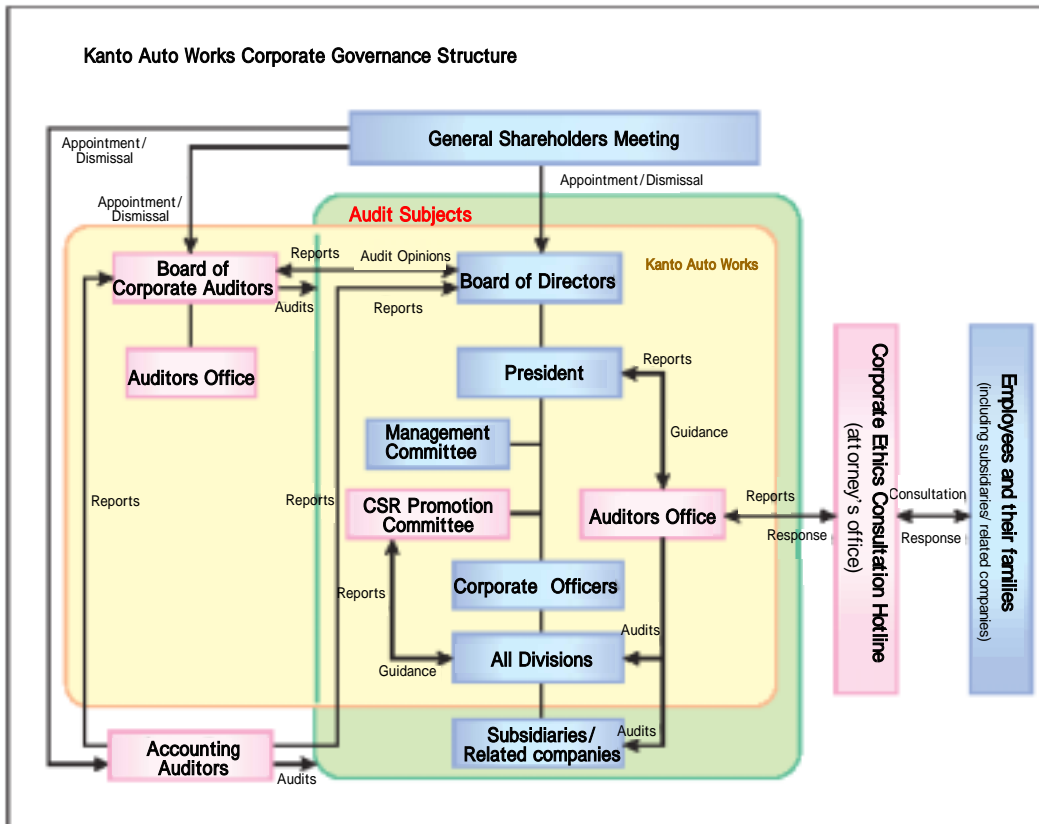 Kanto Auto Works Corporate Governance Structure
General Shareholders Meeting
Appointment/
Dismissal
Appointment/
Dismissal
Appointment/Dismissal
Audit Subjects
Kanto Auto Works
Board of
Corporate Auditors
Reports
Audit Opinions
Board of Directors
Audits
Reports
Auditors Office
President
Reports
Guidance
Management
Committee
CSR Promotion
Committee
Auditors Office
Reports
Reports
Reports
Response
Corporate Ethics Consultation Hotline
(attorney's office)
Consultation
Response
Employees and their families
(including subsidiaries/ related companies)
Corporate Officers
Reports
Guidance
All Divisions
Audits
Subsidiaries/
Related companies
Audits
Accounting
Auditors
Audits